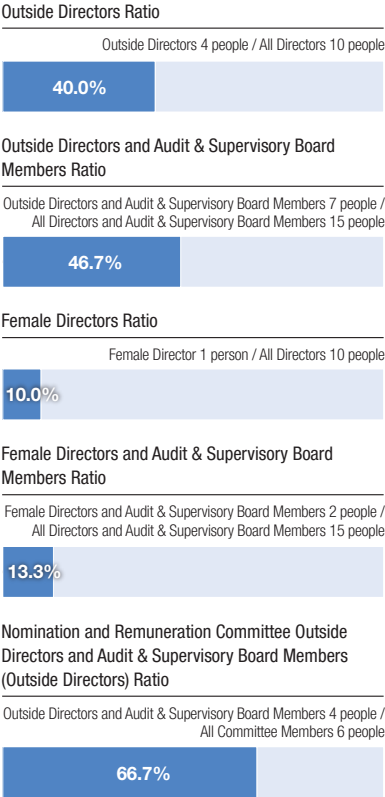 Outside Directors Ratio
Outside Directors 4 people / All Directors 10 people
40.0%
Outside Directors and Audit & Supervisory Board
Members Ratio
Outside Directors and Audit & Supervisory Board Members 7 people /
All Directors and Audit & Supervisory Board Members 15 people
46.7%
Female Directors Ratio
Female Director 1 person / All Directors 10 people
10.0%
Female Directors and Audit & Supervisory Board
Members Ratio
Female Directors and Audit & Supervisory Board Members 2 people /
All Directors and Audit & Supervisory Board Members 15 people
13.3%
Nomination and Remuneration Committee Outside
Directors and Audit & Supervisory Board Members
(Outside Directors) Ratio
Outside Directors and Audit & Supervisory Board Members 4 people /
All Committee Members 6 people
66.7%